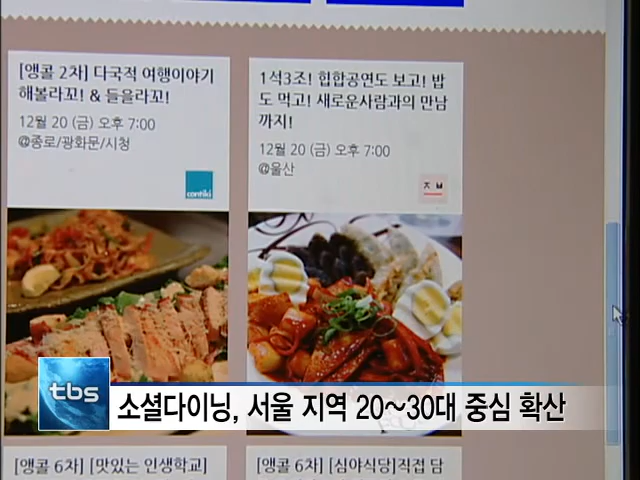 [앵콜 2차] 다국적 여행이야기
해볼라꼬! & 들을라꼬!
12월 20 (금) 오후 7:00
@종로/광화문/시청
contiki
1석3조! 힙합공연도 보고! 밥
도 먹고! 새로운사람과의 만남
까지!
12월 20 (금) 오후 7:00
@울산
집밥
tbs
소셜다이닝, 서울 지역 20~30대 중심 확산
[앵콜 6차] [맛있는 인생학교]
[앵콜 6차] [심야식당]직접 담